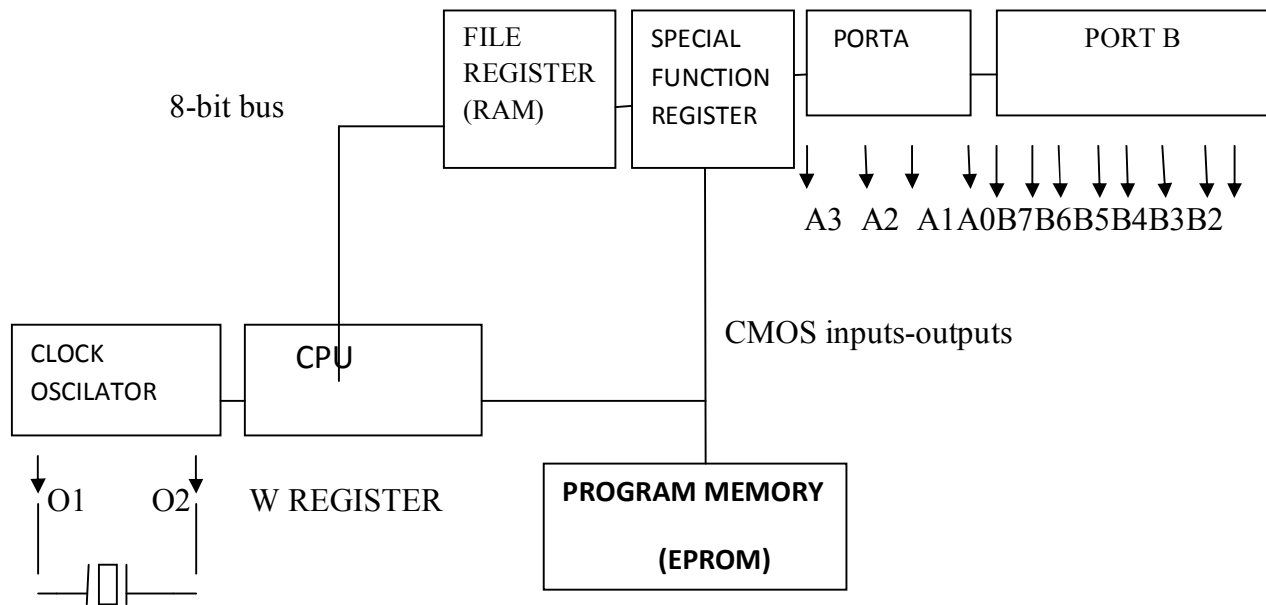 FILE
REGISTER
(RAM)
SPECIAL
FUNCTION
REGISTER
PORTA
PORT B
8-bit bus
A3 A2 A1A0B7B6B5B4B3B2
CMOS inputs-outputs
CLOCK
OSCILATOR
CPU
O1 O2
W REGISTER
PROGRAM MEMORY
(EPROM)